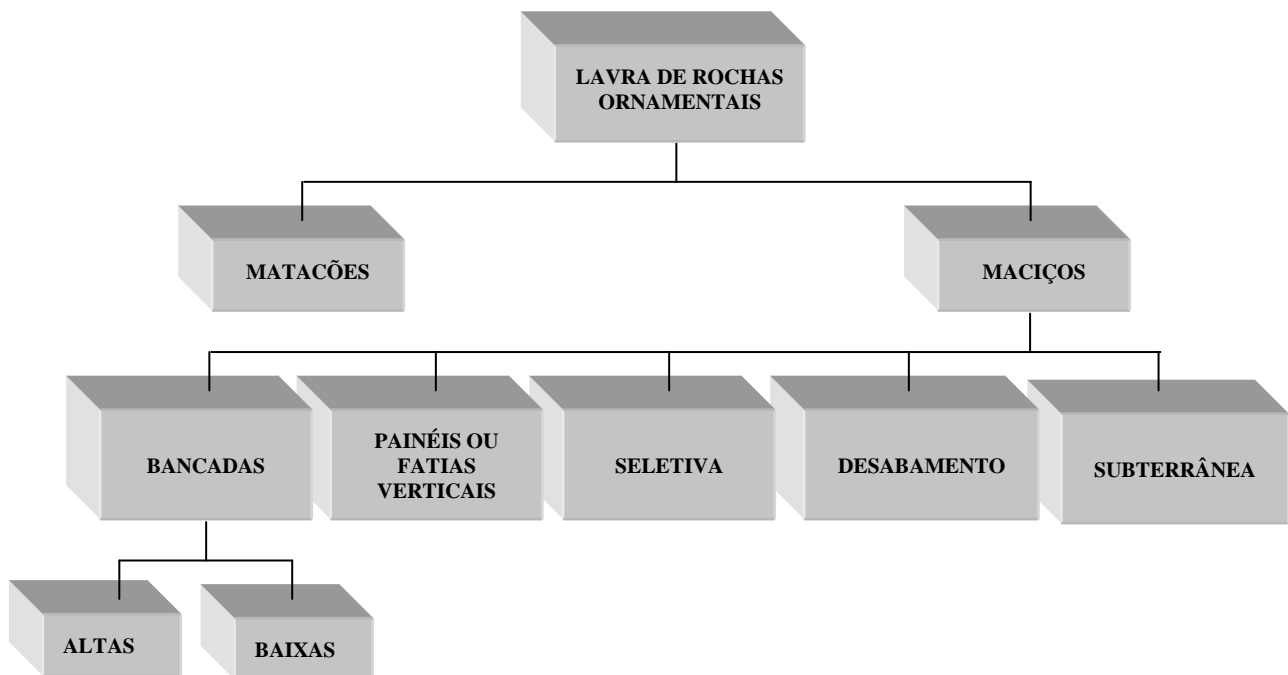 LAVRA DE ROCHAS
ORNAMENTAIS
MATACÕES
MACIÇOS
BANCADAS
PAINÉIS OU
FATIAS
VERTICAIS
SELETIVA
DESABAMENTO
SUBTERRÂNEA
ALTAS
BAIXAS